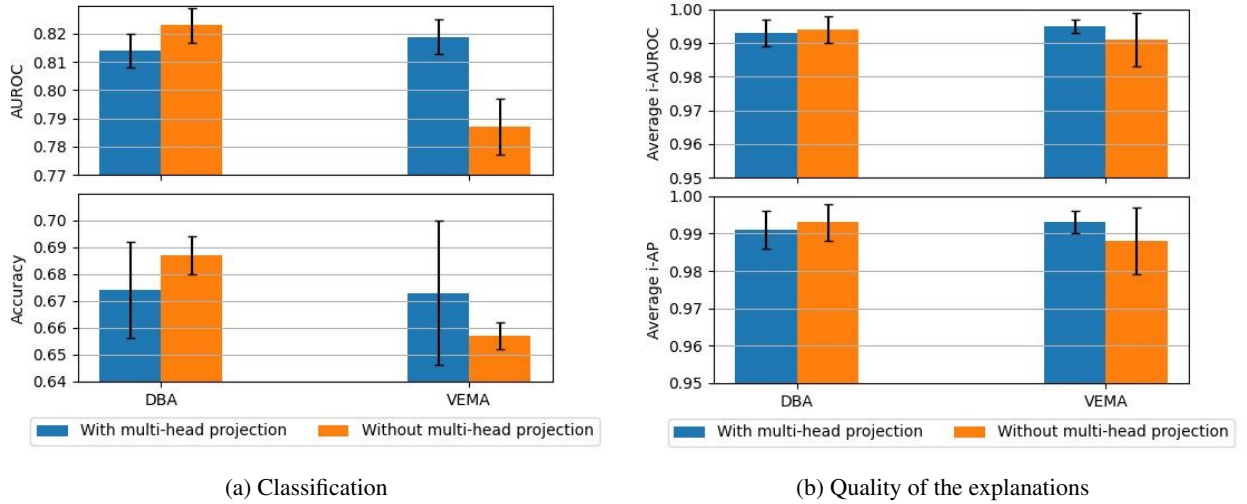 AUROC
0.82
0.81
0.80
0.79
0.78
0.77
Accuracy
0.70
0.69
0.68
0.67
0.66
0.65
0.64
DBA VEMA
With multi-head projection Without multi-head projection
(a) Classification
Average i-AUROC
1.00
0.99
0.98
0.97
0.96
0.95
Average i-AP
1.00
0.99
0.98
0.97
0.96
0.95
DBA VEMA
With multi-head projection Without multi-head projection
(b) Quality of the explanations